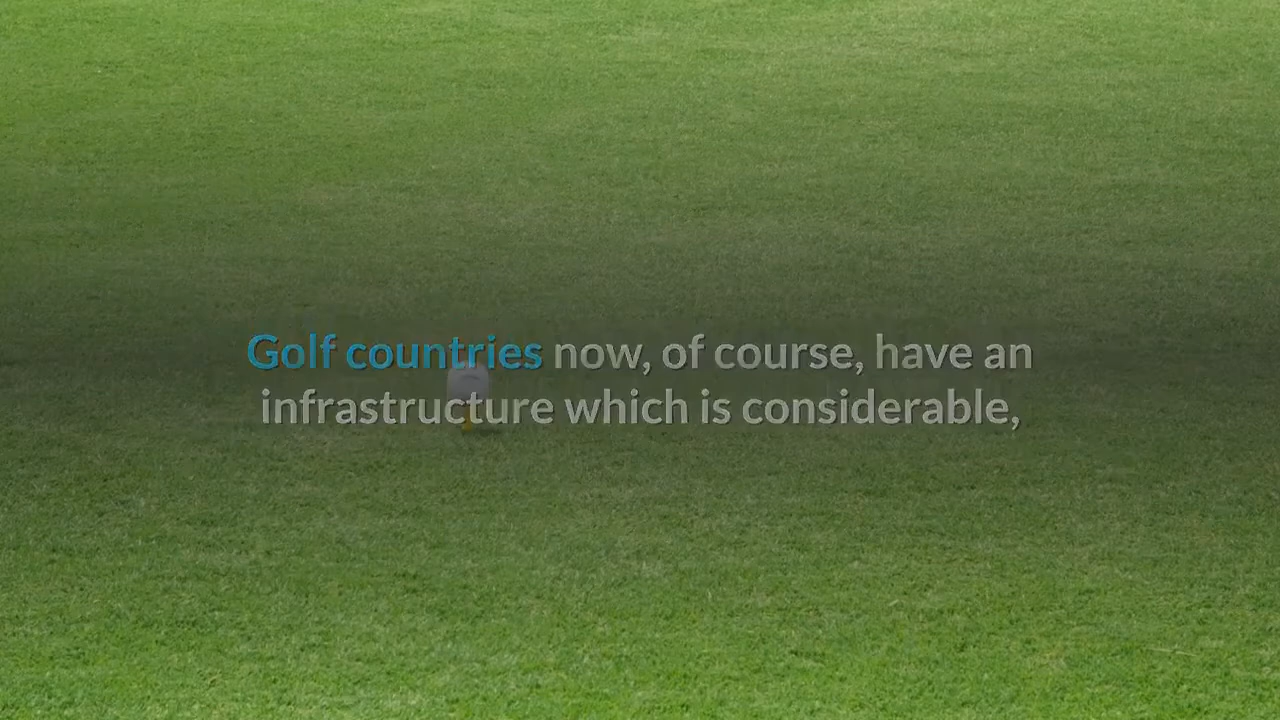 Golf countries now, of course, have an
infrastructure which is considerable,